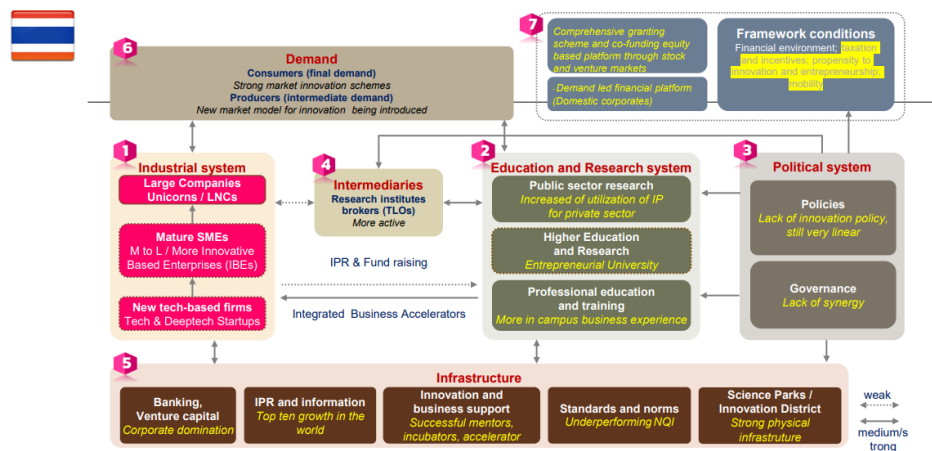 6
Demand
Consumers (final demand)
Strong market innovation schemes
Producers (intermediate demand)
New market model for innovation being introduced
7
Comprehensive granting
scheme and co-funding equity
based platform through stock
and venture markets
Demand led financial platform
(Domestic corporates)
Framework conditions
Financial environment; taxation
and incentives; propensity to
innovation and entrepreneurship;
mobility
1
Industrial system
Large Companies
Unicorns / LNCs
Mature SMEs
M to L / More Innovative
Based Enterprises (IBEs)
New tech-based firms
Tech & Deeptech Startups
4
Intermediaries
Research institutes
brokers (TLOs)
More active
IPR & Fund raising
Integrated Business Accelerators
2
Education and Research system
Public sector research
Increased of utilization of IP
for private sector
Higher Education
and Research
Entrepreneurial University
Professional education
and training
More in campus business experience
3
Political system
Policies
Lack of innovation policy,
still very linear
Governance
Lack of synergy
5
Infrastructure
Banking,
Venture capital
Corporate domination
IPR and information
Top ten growth in the
world
Innovation and
business support
Successful mentors,
incubators, accelerator
Standards and norms
Underperforming NQI
Science Parks /
Innovation District
Strong physical
infrastruture
weak
medium/s
trong